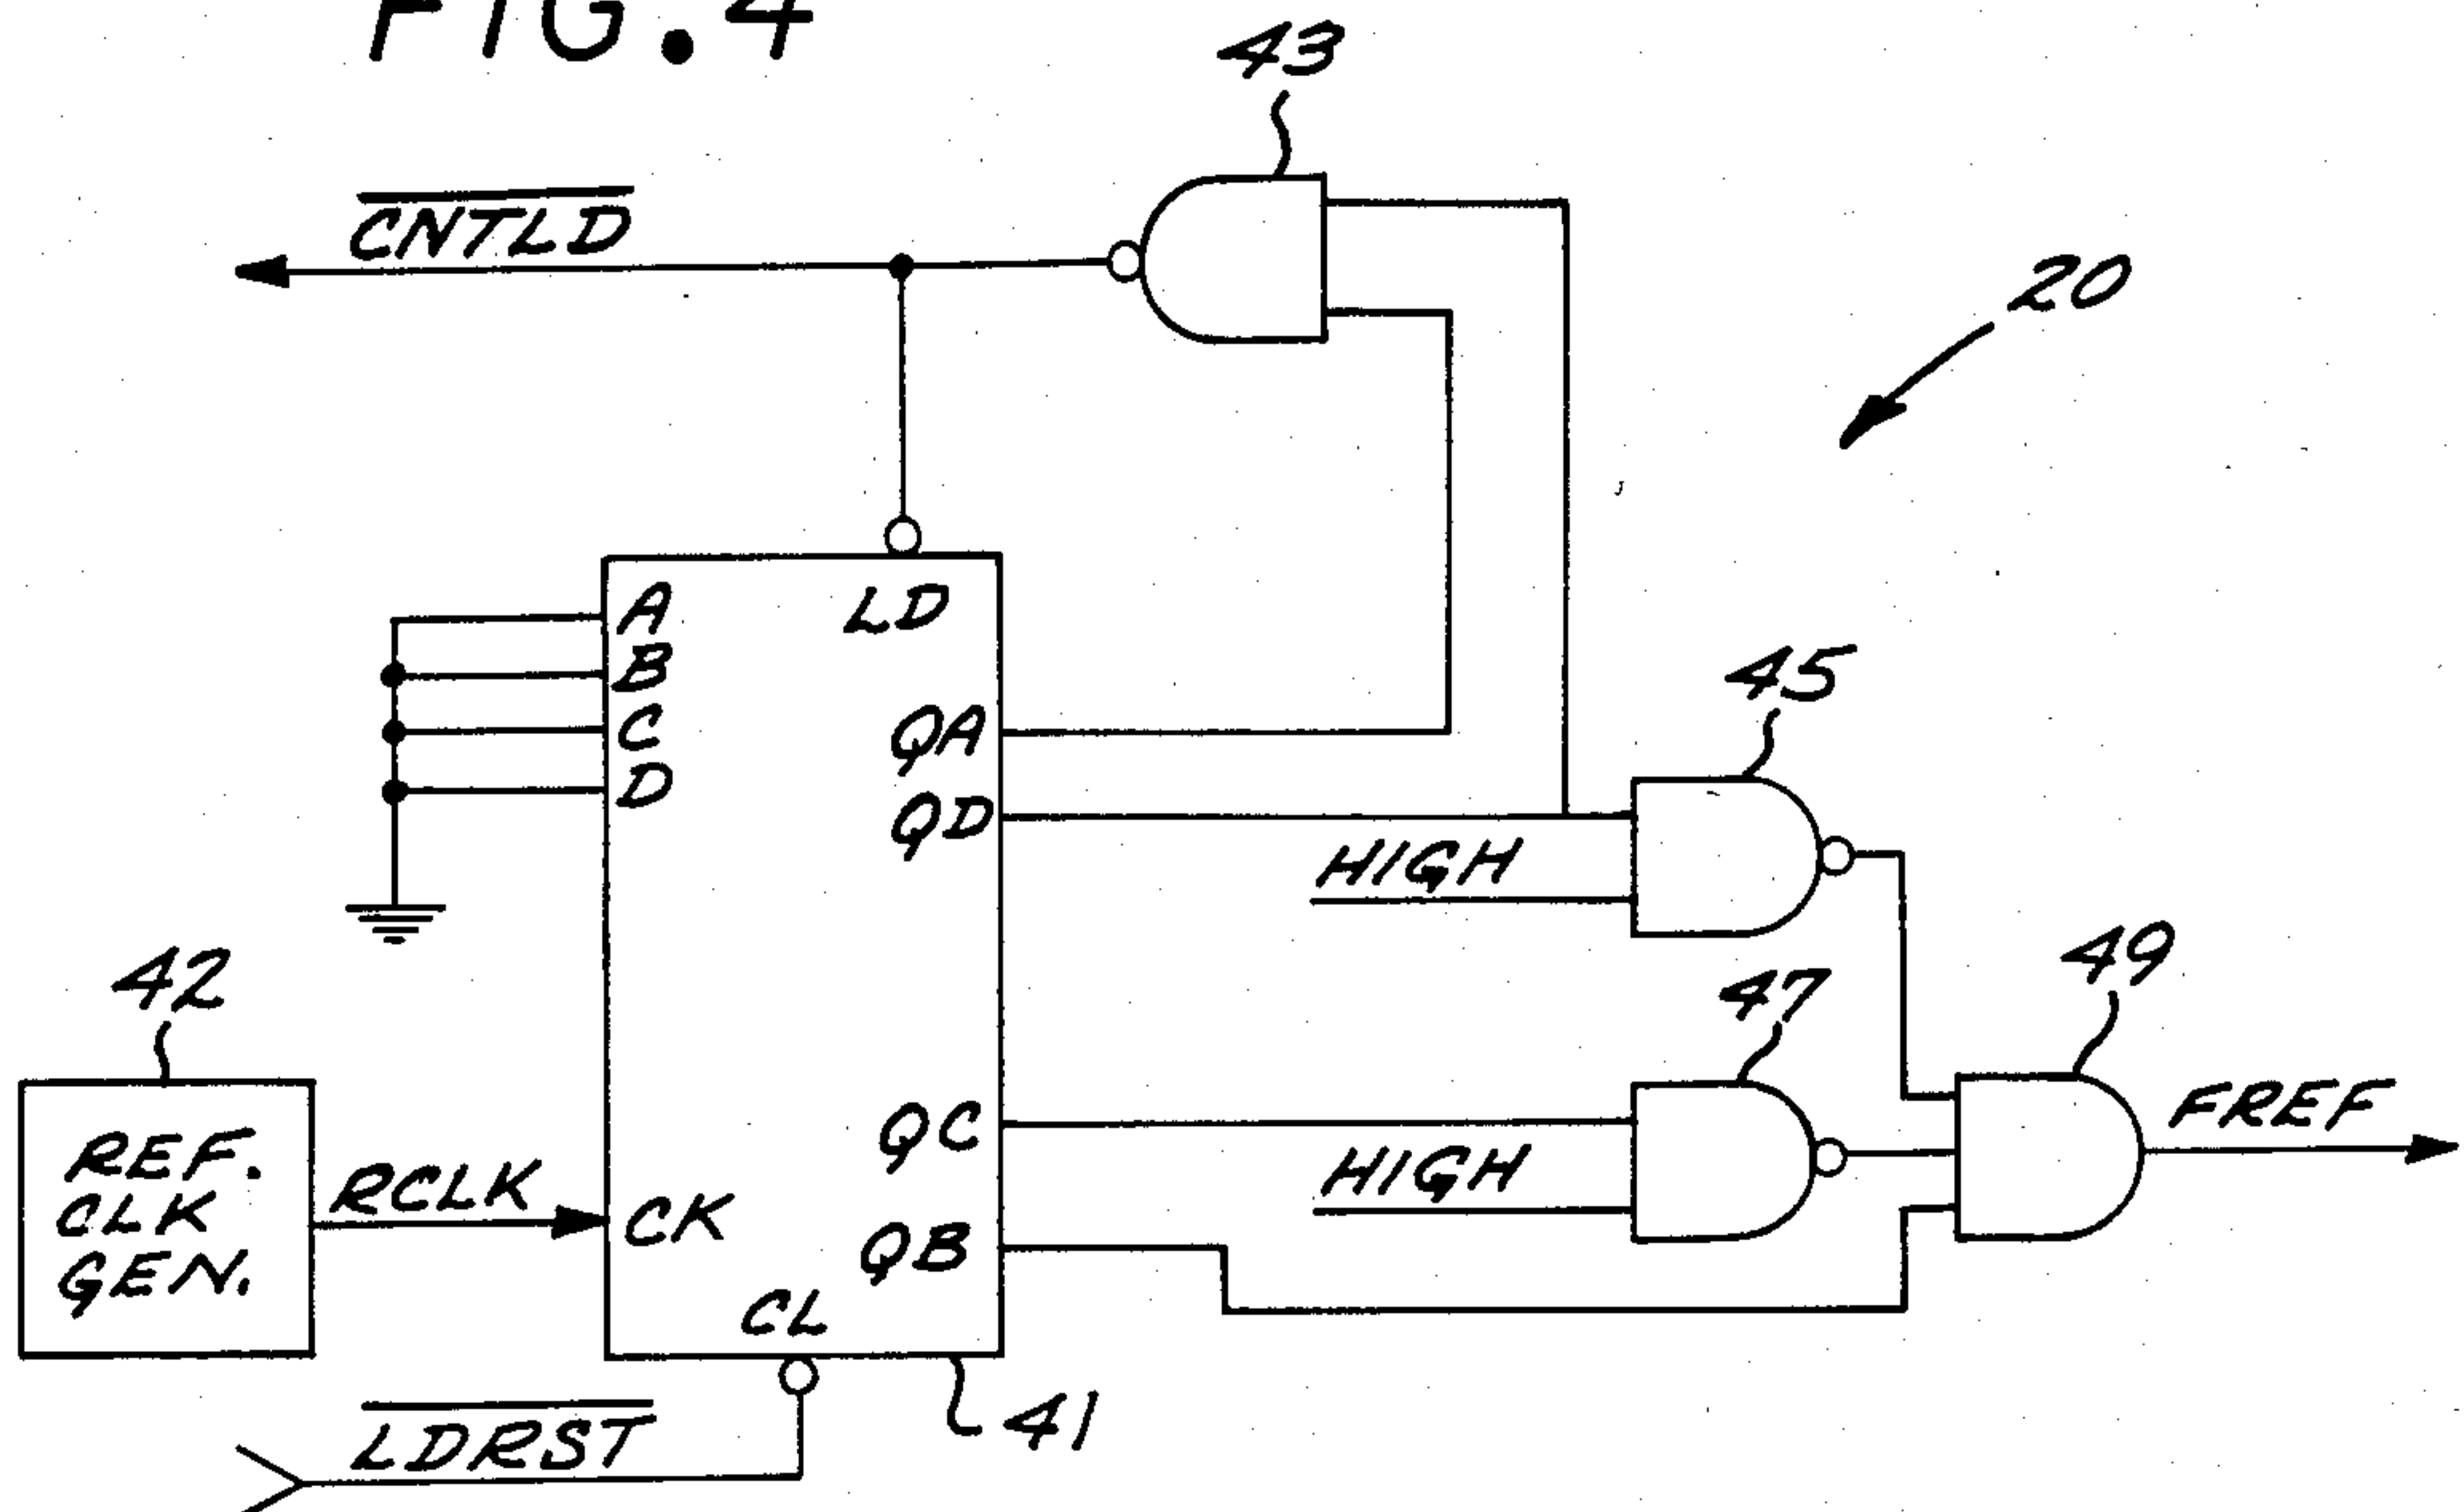 FIG. 4
43
CNTLD
20
LD
A
B
C
D
QA
QD
45
HIGH
42
47
49
FREF
QC
HIGH
REF.
CLK
GEN.
RCLK
CK
QB
CL
LDRST
41